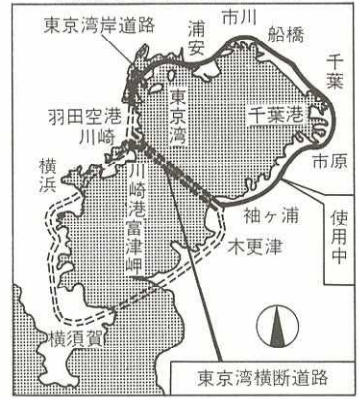 東京湾岸道路
浦安
市川
船橋
千葉
羽田空港
川崎
東京湾
千葉港
横浜
川崎港
市原
富津岬
袖ヶ浦
木更津
使用中
横須賀
東京湾横断道路